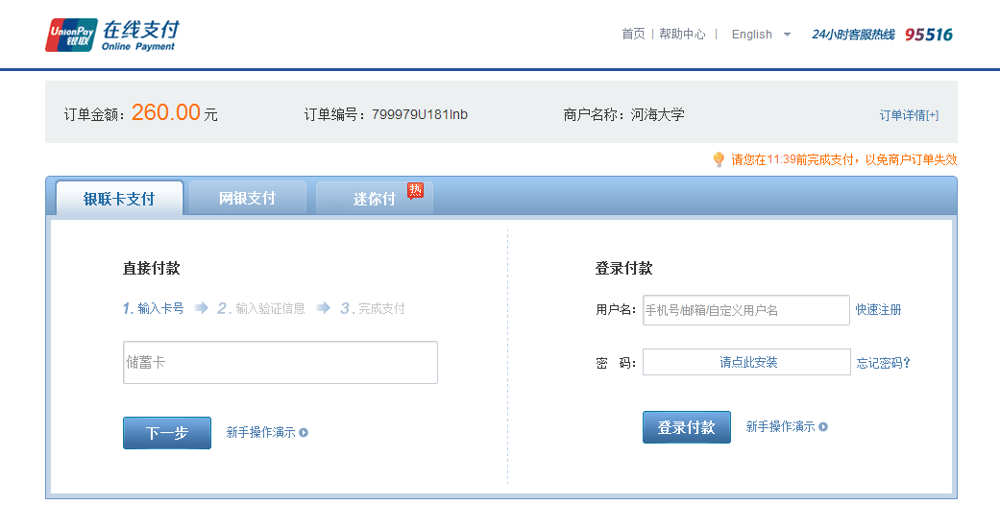 UnionPay 银联 在线支付
Online Payment
首页 | 帮助中心 | English 24小时客服热线 95516
订单金额：260.00元 订单编号：799979U181lnb 商户名称：河海大学 订单详情[+]
请您在11:39前完成支付，以免商户订单失效
银联卡支付 网银支付 迷你付 热
直接付款
1. 输入卡号 2. 输入验证信息 3. 完成支付
储蓄卡
下一步 新手操作演示
登录付款
用户名： 手机号/邮箱/自定义用户名 快速注册
密 码： 请点此安装 忘记密码?
登录付款 新手操作演示